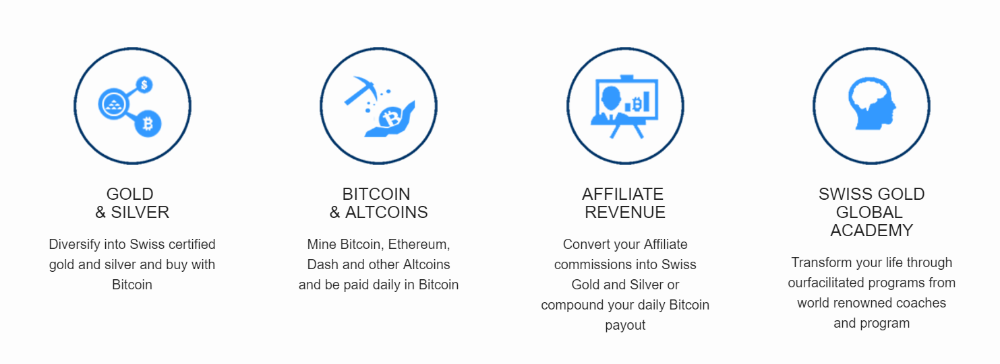 GOLD
& SILVER
Diversify into Swiss certified
gold and silver and buy with
Bitcoin
BITCOIN
& ALTCOINS
Mine Bitcoin, Ethereum,
Dash and other Altcoins
and be paid daily in Bitcoin
AFFILIATE
REVENUE
Convert your Affiliate
commissions into Swiss
Gold and Silver or
compound your daily Bitcoin
payout
SWISS GOLD
GLOBAL
ACADEMY
Transform your life through
ourfacilitated programs from
world renowned coaches
and program